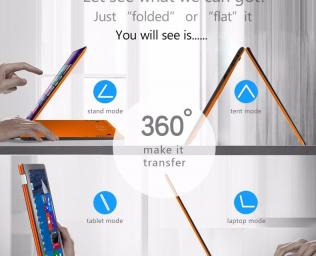 Let see what we can got!
Just “folded” or “flat” it
You will see is......
stand mode
tent mode
360°
make it
transfer
tablet mode
laptop mode